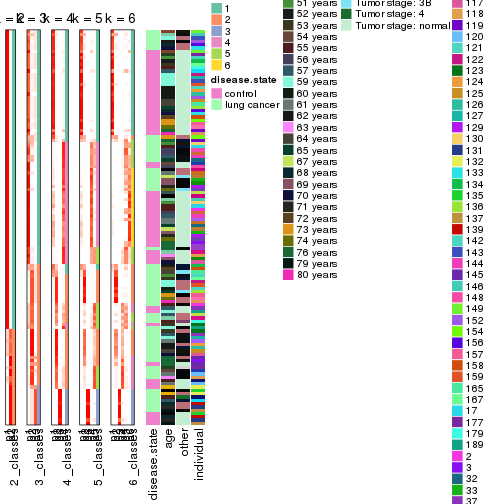 k = 3
k = 4
k = 5
k = 6
1
2
3
4
5
6
disease.state
control
lung cancer
51 years
52 years
53 years
54 years
55 years
56 years
57 years
59 years
60 years
61 years
62 years
63 years
64 years
65 years
67 years
68 years
69 years
70 years
71 years
72 years
73 years
74 years
76 years
79 years
80 years
Tumor stage: 3B
Tumor stage: 4
Tumor stage: normal
117
118
119
120
121
122
123
124
125
126
127
129
130
131
132
133
134
135
136
137
139
142
143
144
145
146
148
149
152
154
156
157
158
159
165
167
17
177
179
189
2
3
32
33
37
2_classes
3_classes
4_classes
5_classes
6_classes
disease.state
age
other
individual